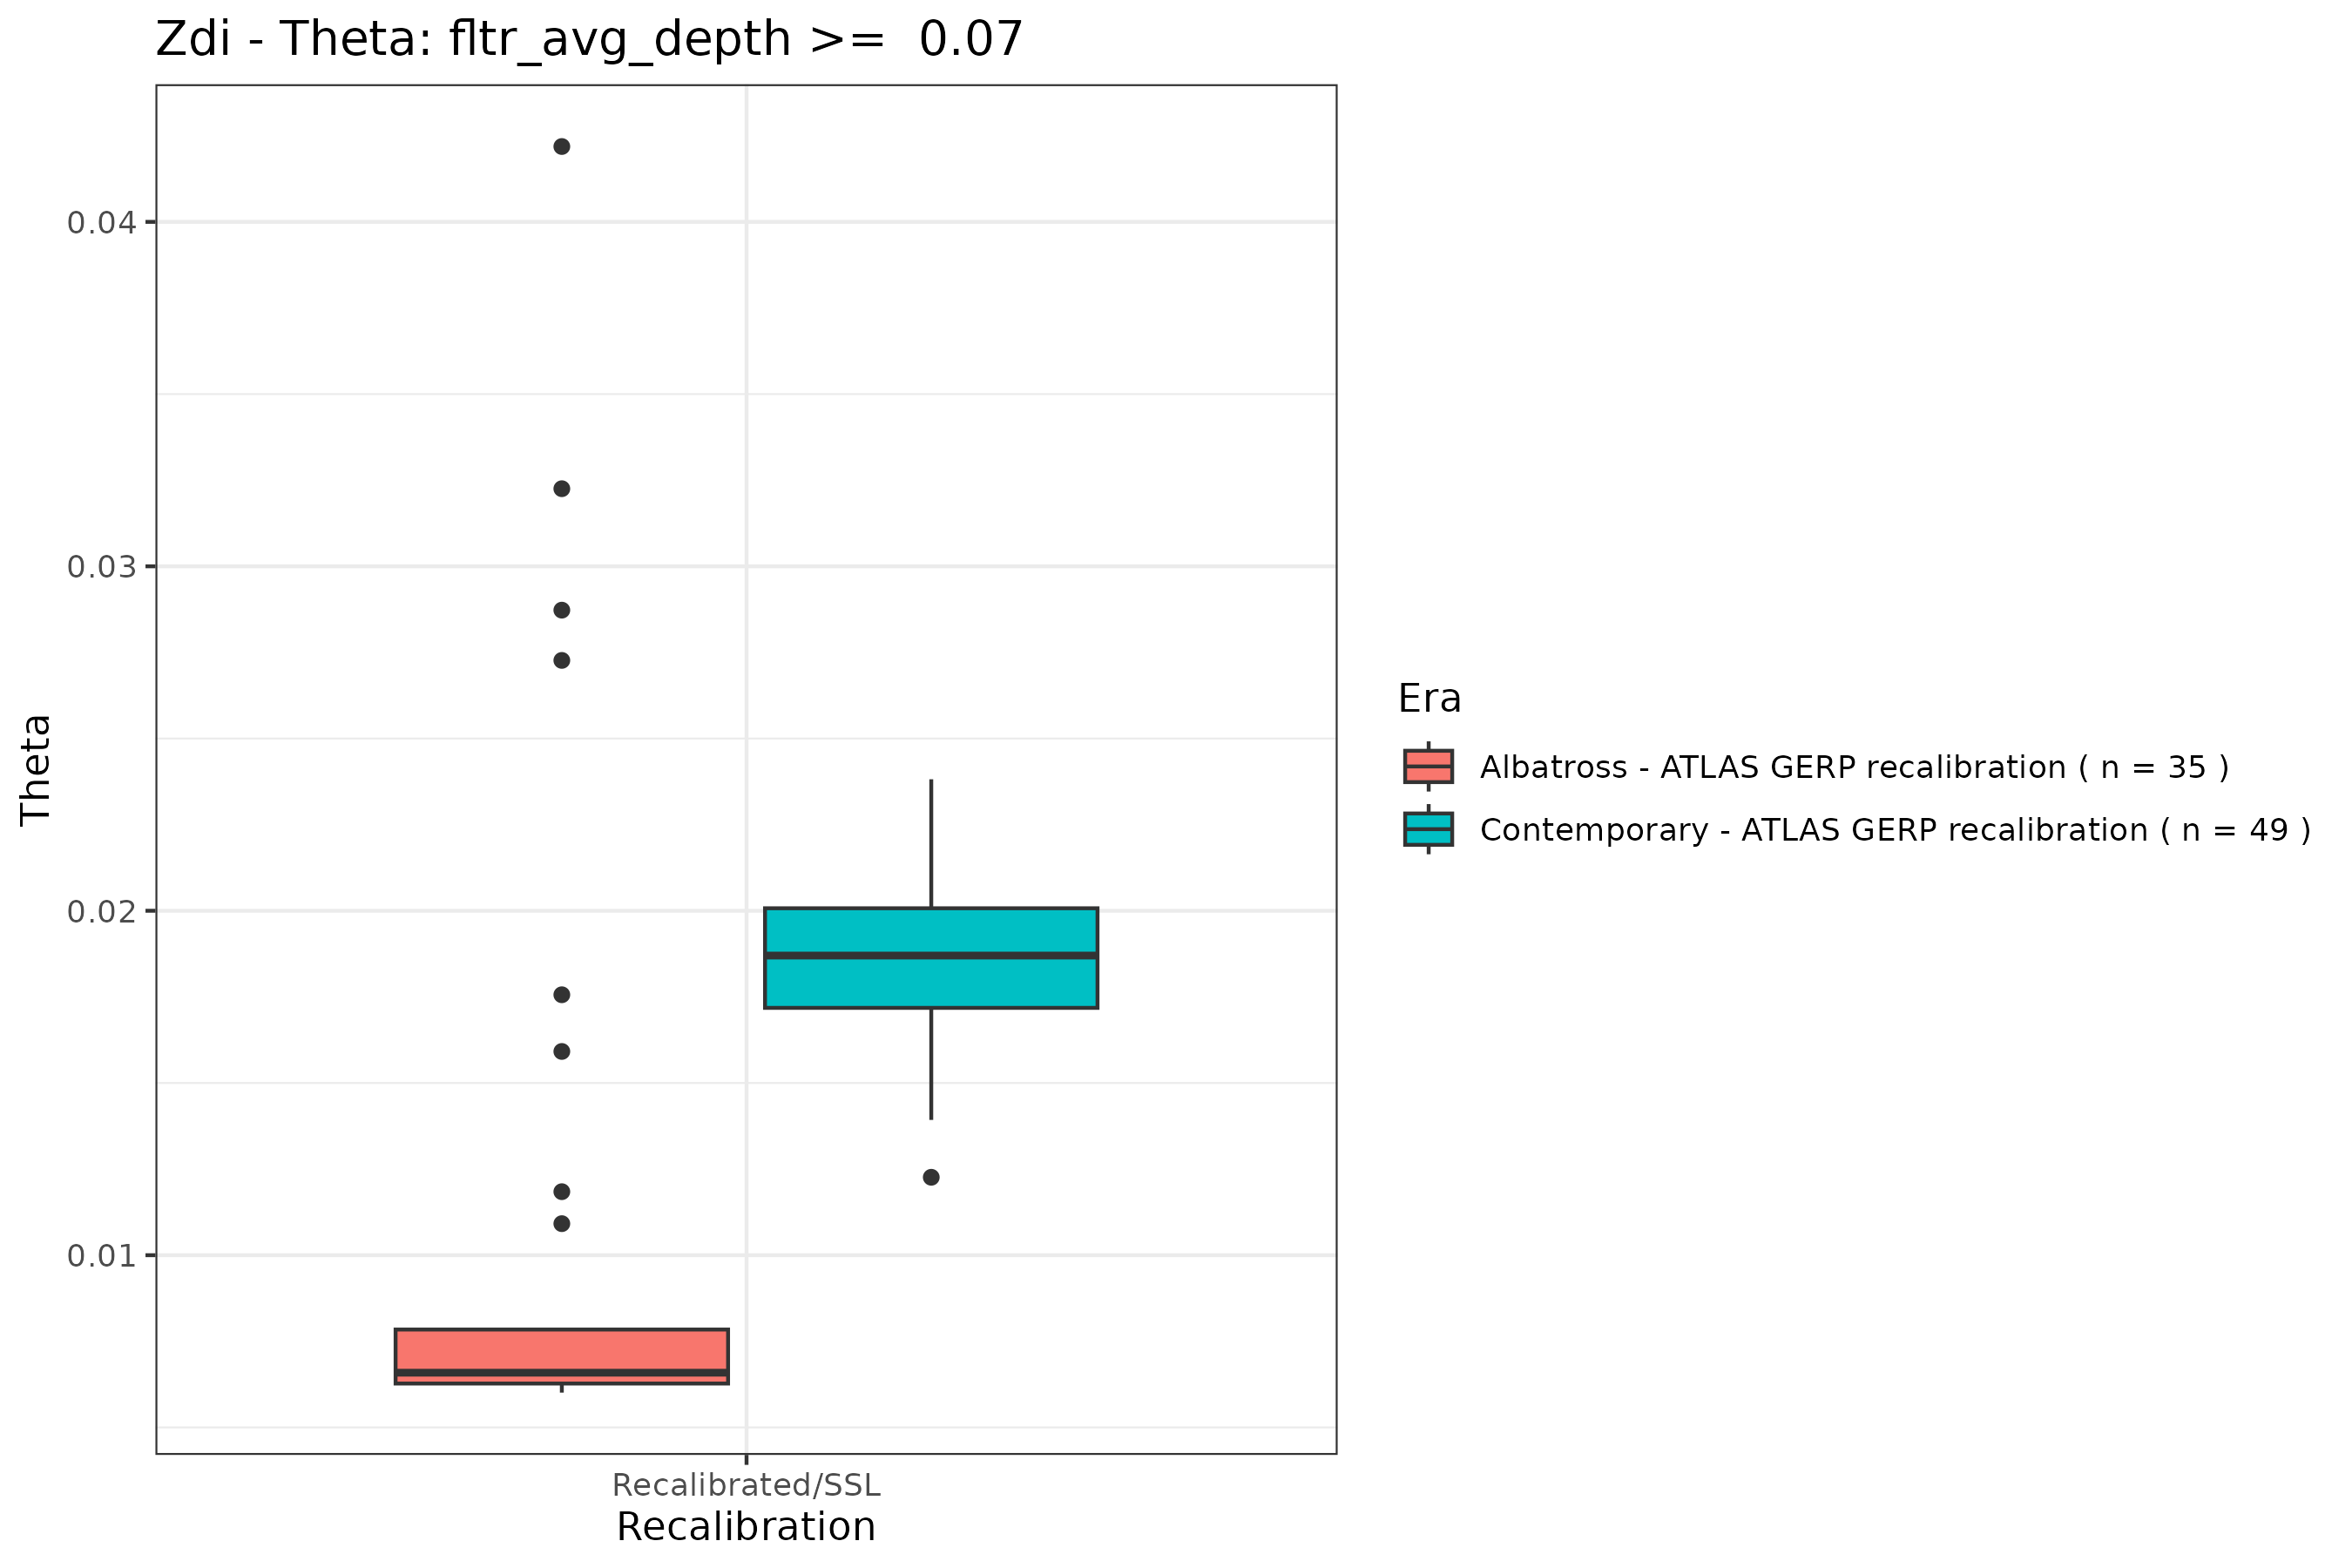 Zdi - Theta: fltr_avg_depth >=  0.07
0.04
0.03
0.02
0.01
Theta
Recalibrated/SSL
Recalibration
Era
Albatross - ATLAS GERP recalibration ( n = 35 )
Contemporary - ATLAS GERP recalibration ( n = 49 )